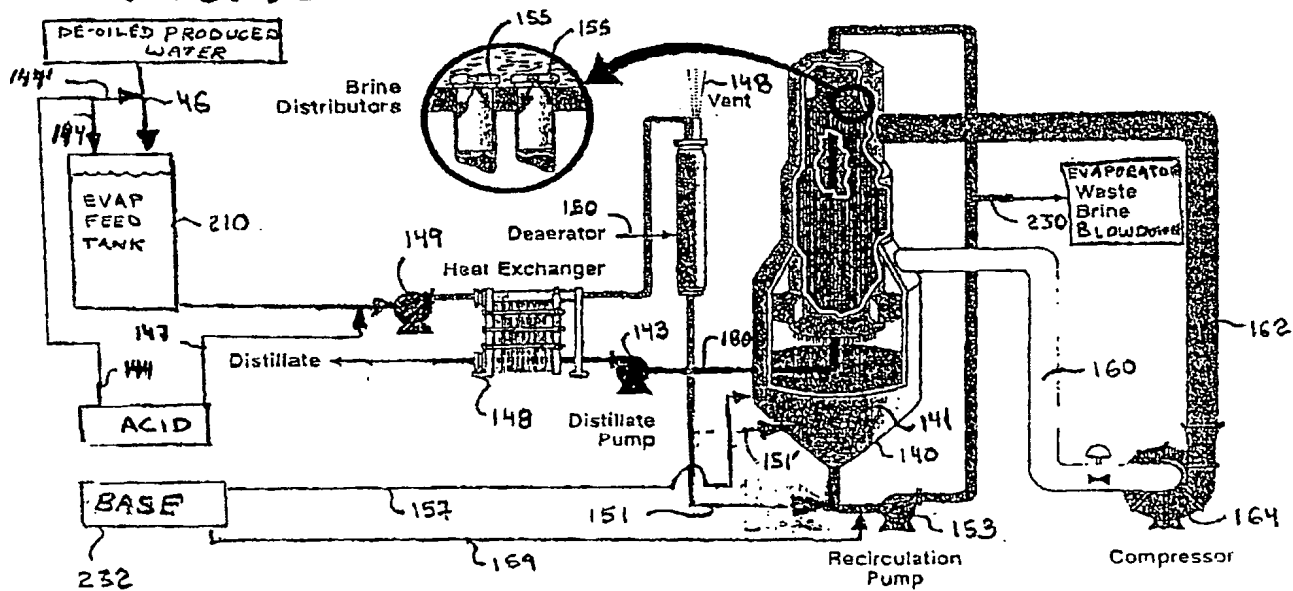 DE-OILED PRODUCED
WATER
144'
46
155
155
Brine
Distributors
148
Vent
EVAP
FEED
TANK
210
150
Deaerator
149
Heat Exchanger
EVAPORATOR
Waste
Brine
BLOWDOWN
230
147
Distillate
143
180
162
160
144
ACID
148
Distillate
Pump
151'
141
140
BASE
157
151
153
164
232
159
Recirculation
Pump
Compressor